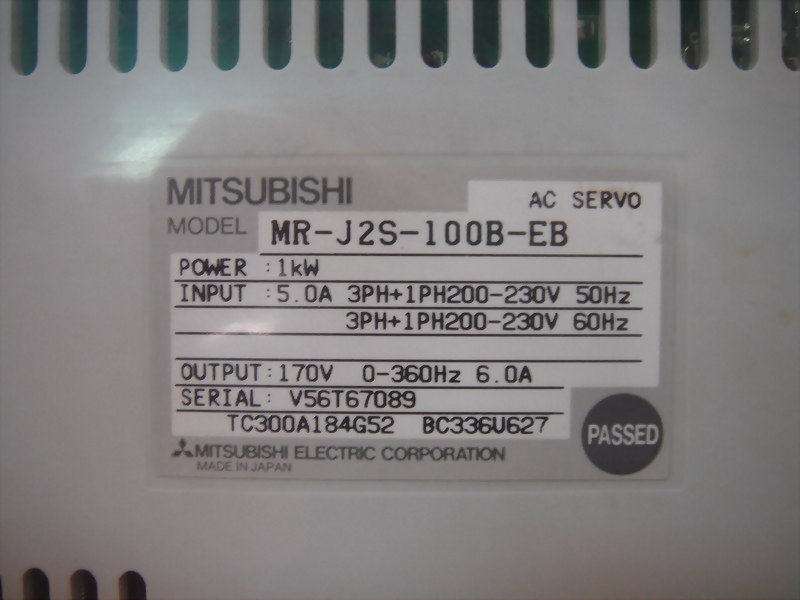 MITSUBISHI
AC SERVO
MODEL MR-J2S-100B-EB
POWER :1kW
INPUT :5.0A 3PH+1PH200-230V 50Hz
3PH+1PH200-230V 60Hz
OUTPUT:170V 0-360Hz 6.0A
SERIAL: V56T67089
TC300A184G52 BC336U627
PASSED
MITSUBISHI ELECTRIC CORPORATION
MADE IN JAPAN